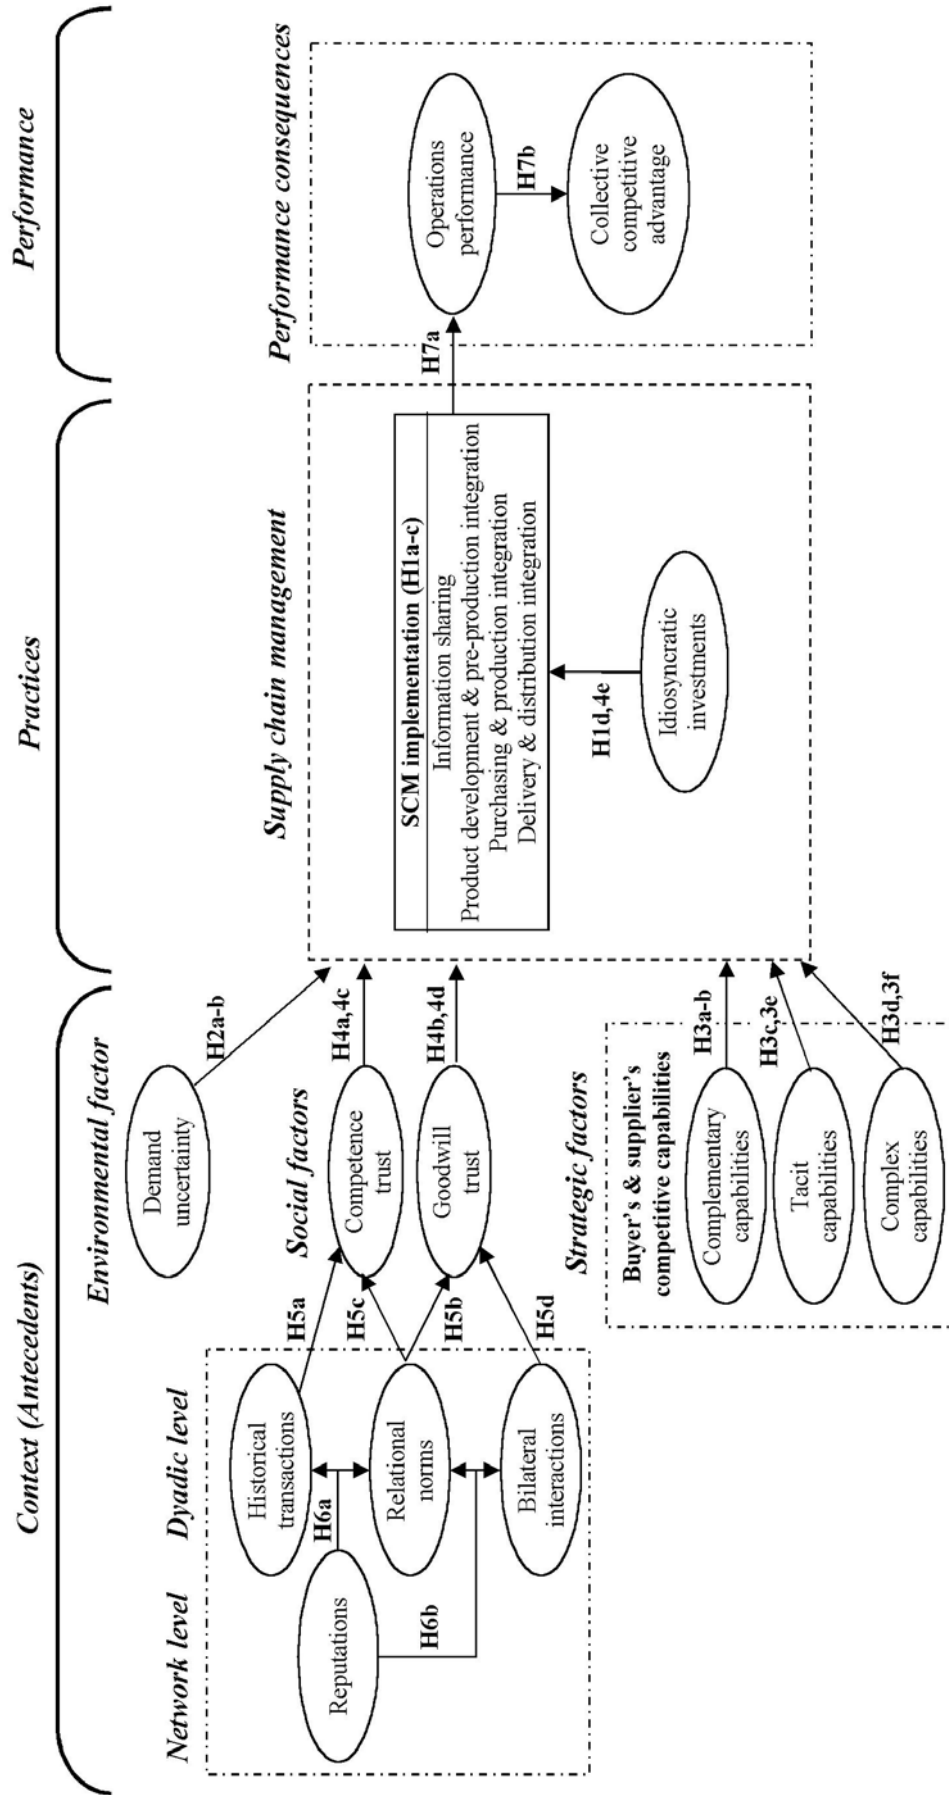 Context (Antecedents)
Practices
Performance
Environmental factor
Demand
uncertainty
H2a-b
Network level
Dyadic level
Social factors
Reputations
H6a
H6b
Historical
transactions
Relational
norms
Bilateral
interactions
H5a
H5c
H5b
H5d
Competence
trust
Goodwill
trust
H4a,4c
H4b,4d
Strategic factors
Buyer's & supplier's
competitive capabilities
Complementary
capabilities
Tacit
capabilities
Complex
capabilities
H3a-b
H3c,3e
H3d,3f
Supply chain management
SCM implementation (H1a-c)
Information sharing
Product development & pre-production integration
Purchasing & production integration
Delivery & distribution integration
H1d,4e
Idiosyncratic
investments
H7a
Performance consequences
Operations
performance
H7b
Collective
competitive
advantage